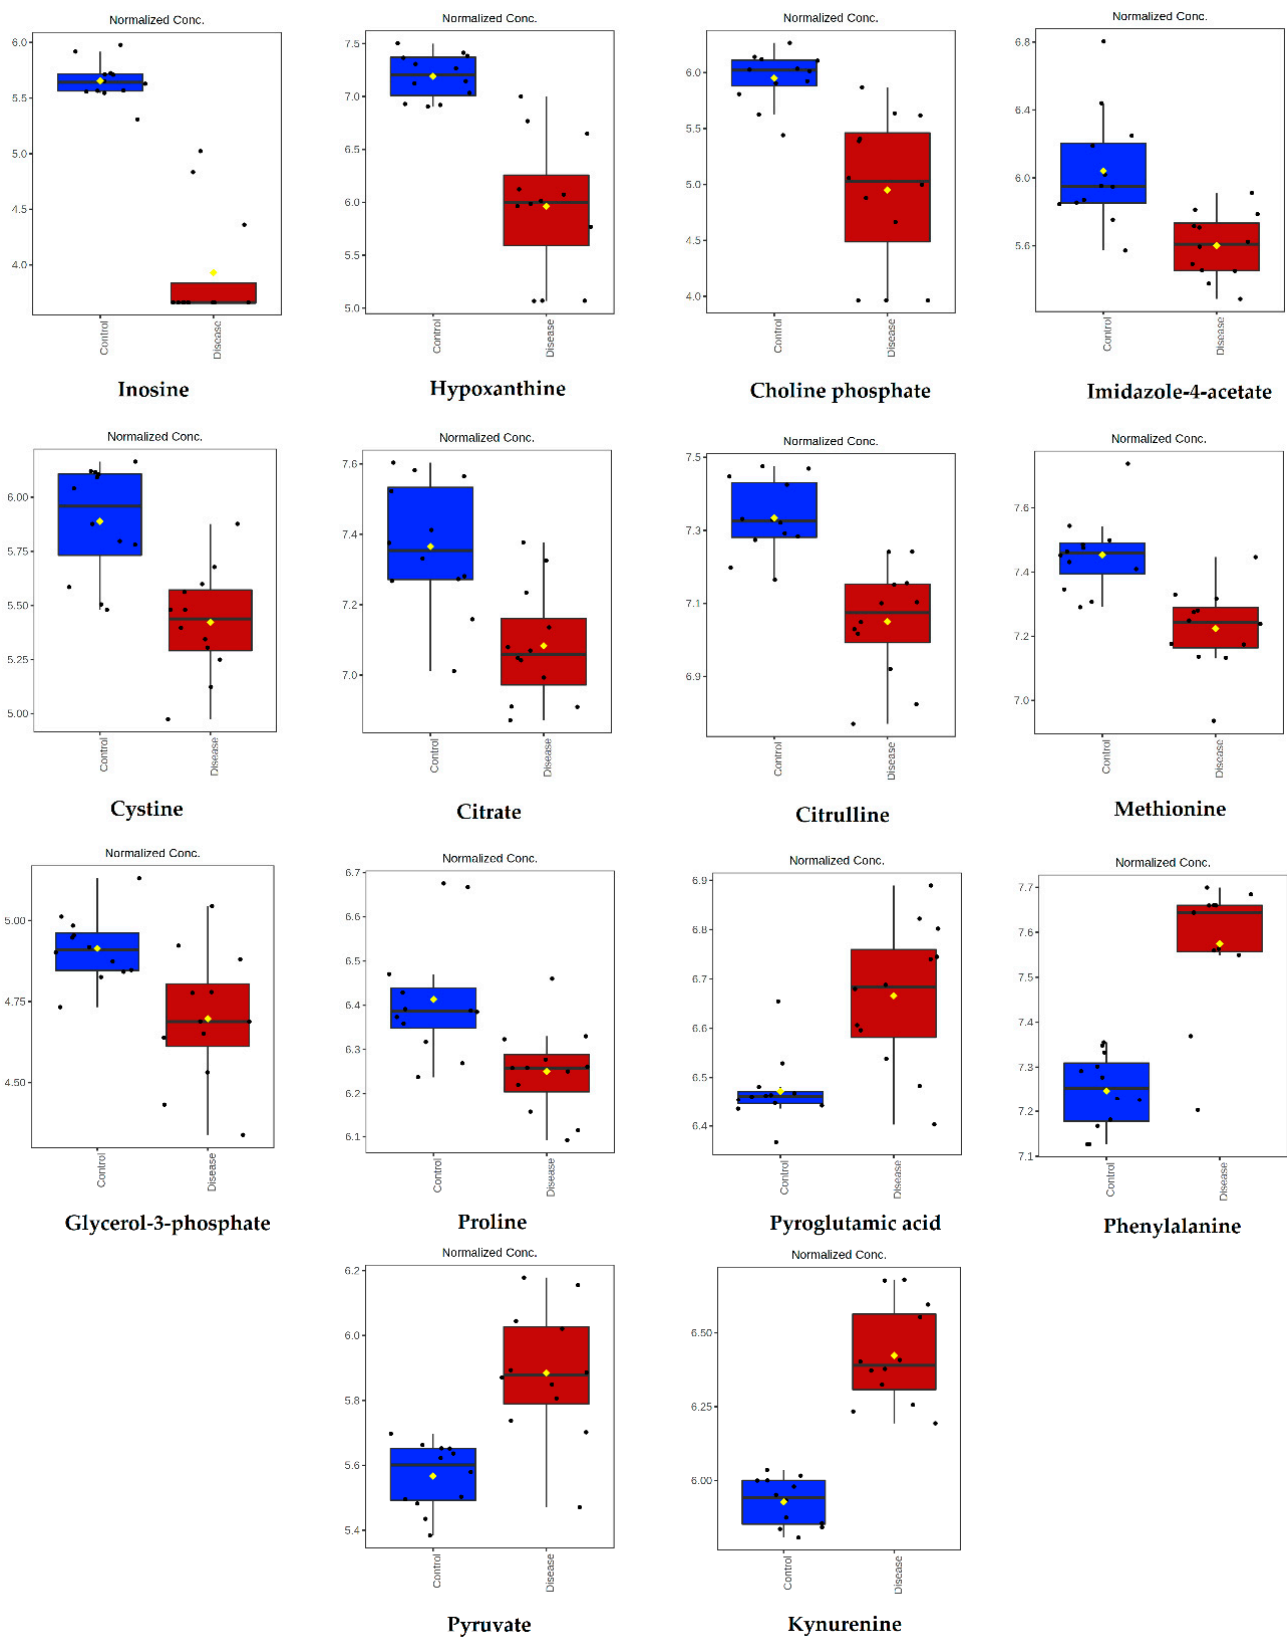 Normalized Conc.
6.0
5.5
5.0
4.5
4.0
Control
Disease
Inosine
Normalized Conc.
7.5
7.0
6.5
6.0
5.5
5.0
Control
Disease
Hypoxanthine
Normalized Conc.
6.0
5.5
5.0
4.5
4.0
Control
Disease
Choline phosphate
Normalized Conc.
6.8
6.4
6.0
5.6
Control
Disease
Imidazole-4-acetate
Normalized Conc.
6.00
5.75
5.50
5.25
5.00
Control
Disease
Cystine
Normalized Conc.
7.6
7.4
7.2
7.0
Control
Disease
Citrate
Normalized Conc.
7.5
7.3
7.1
6.9
Control
Disease
Citrulline
Normalized Conc.
7.6
7.4
7.2
7.0
Control
Disease
Methionine
Normalized Conc.
5.00
4.75
4.50
Control
Disease
Glycerol-3-phosphate
Normalized Conc.
6.7
6.6
6.5
6.4
6.3
6.2
6.1
Control
Disease
Proline
Normalized Conc.
6.9
6.8
6.7
6.6
6.5
6.4
Control
Disease
Pyroglutamic acid
Normalized Conc.
7.7
7.6
7.5
7.4
7.3
7.2
7.1
Control
Disease
Phenylalanine
Normalized Conc.
6.2
6.0
5.8
5.6
5.4
Control
Disease
Pyruvate
Normalized Conc.
6.50
6.25
6.00
Control
Disease
Kynurenine